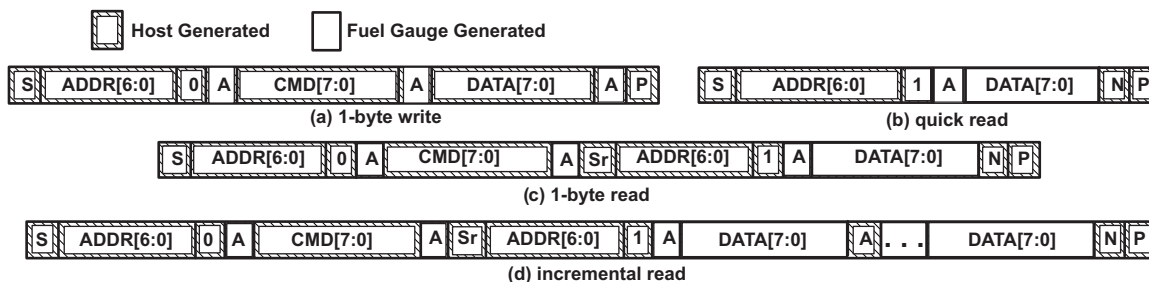 Host Generated Fuel Gauge Generated
S ADDR[6:0] 0 A CMD[7:0] A DATA[7:0] A P S ADDR[6:0] 1 A DATA[7:0] N P
(a) 1-byte write (b) quick read
S ADDR[6:0] 0 A CMD[7:0] A Sr ADDR[6:0] 1 A DATA[7:0] N P
(c) 1-byte read
S ADDR[6:0] 0 A CMD[7:0] A Sr ADDR[6:0] 1 A DATA[7:0] A . . . DATA[7:0] N P
(d) incremental read